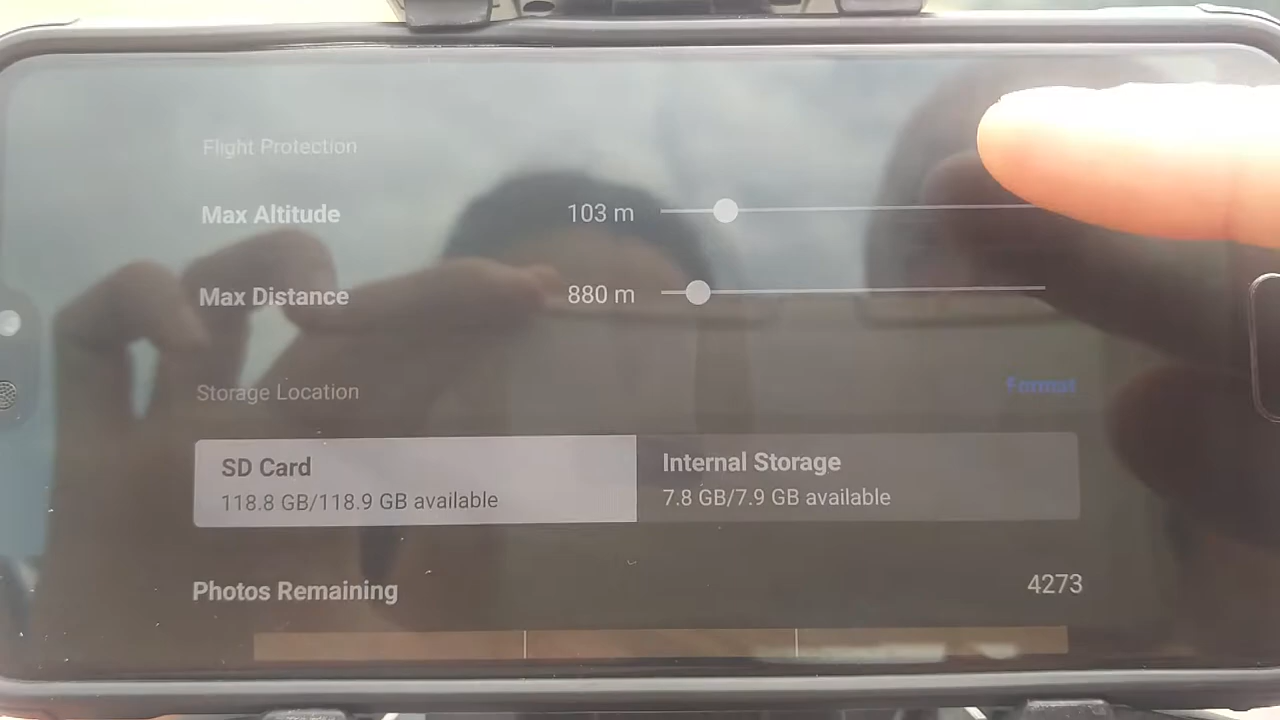 Flight Protection
Max Altitude 103 m
Max Distance 880 m
Storage Location Format
SD Card
118.8 GB/118.9 GB available
Internal Storage
7.8 GB/7.9 GB available
Photos Remaining 4273